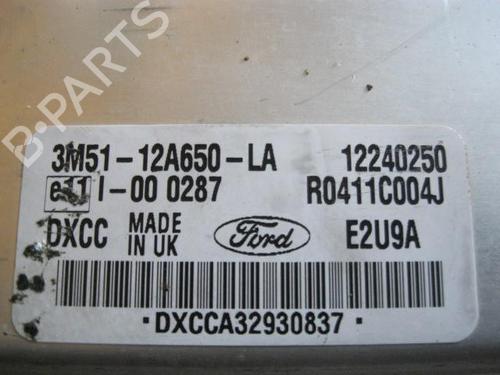 B-PARTS
3M51-12A650-LA 12240250
e11 I-00 0287 R0411C004J
DXCC MADE IN UK Ford E2U9A
·DXCCA32930837·